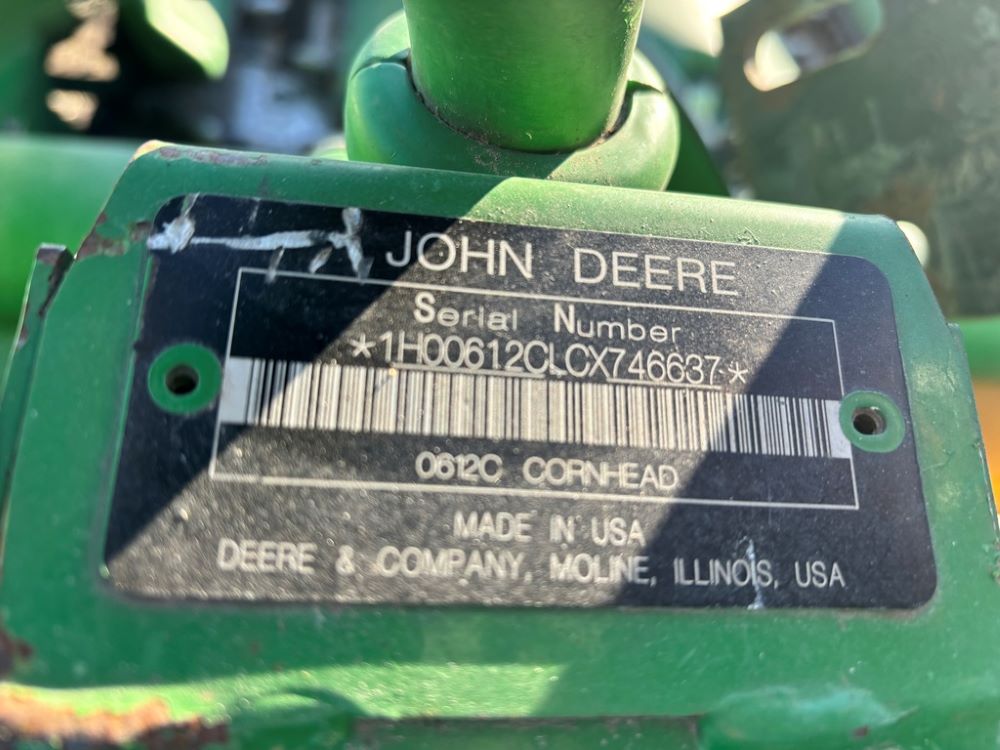 JOHN DEERE
Serial Number
*1H00612CLCX746637*
0612C CORNHEAD
MADE IN USA
DEERE & COMPANY, MOLINE, ILLINOIS, USA